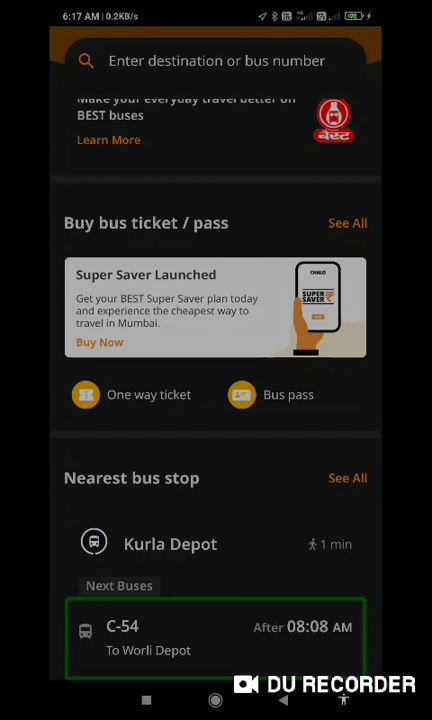 6:17 AM | 0.2KB/s
Enter destination or bus number
Make your everyday travel better on
BEST buses
Learn More
बेस्ट
Buy bus ticket / pass
See All
Super Saver Launched
Get your BEST Super Saver plan today
and experience the cheapest way to
travel in Mumbai.
Buy Now
CHALO
SUPER
SAVER
One way ticket
Bus pass
Nearest bus stop
See All
Kurla Depot
1 min
Next Buses
C-54
After 08:08 AM
To Worli Depot
DU RECORDER